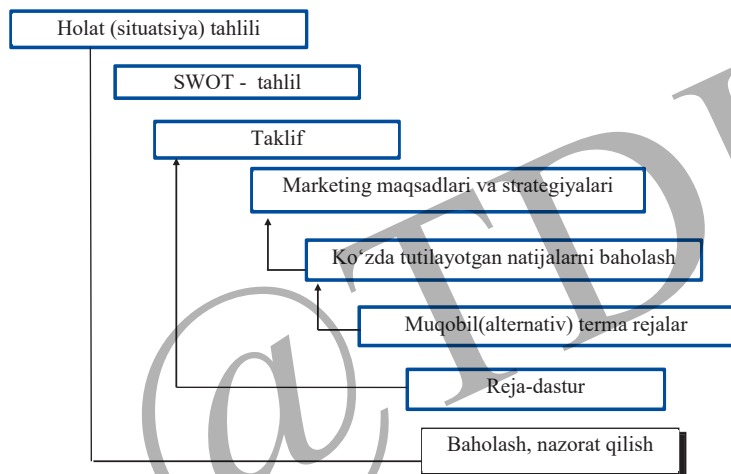 Holat (situatsiya) tahlili
SWOT - tahlil
Taklif
Marketing maqsadlari va strategiyalari
Ko‘zda tutilayotgan natijalarni baholash
Muqobil(alternativ) terma rejalar
Reja-dastur
Baholash, nazorat qilish